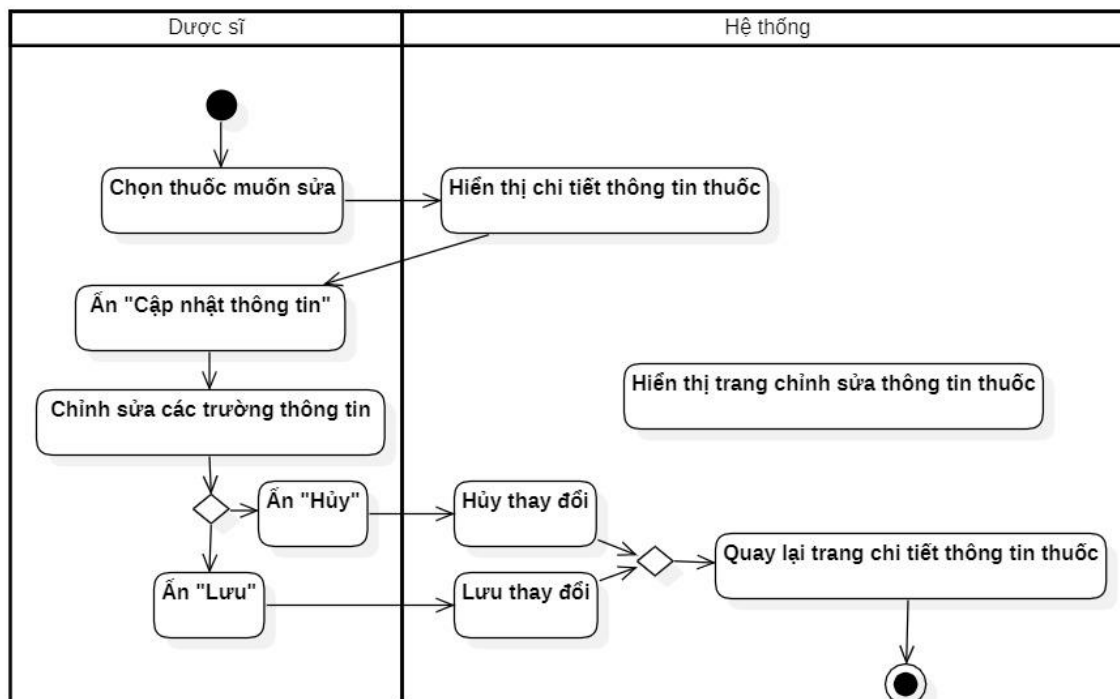 Dược sĩ
Hệ thống
Chọn thuốc muốn sửa
Hiển thị chi tiết thông tin thuốc
Ấn "Cập nhật thông tin"
Hiển thị trang chỉnh sửa thông tin thuốc
Chỉnh sửa các trường thông tin
Ấn "Hủy"
Hủy thay đổi
Quay lại trang chi tiết thông tin thuốc
Ấn "Lưu"
Lưu thay đổi